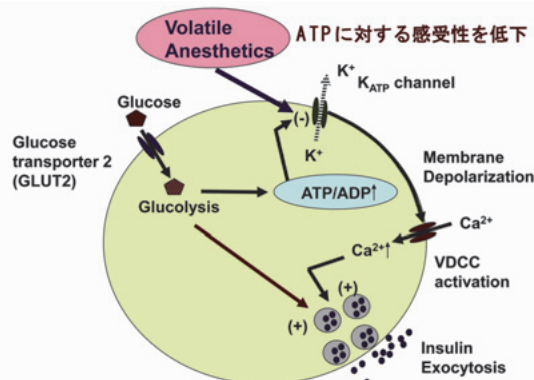 Volatile
Anesthetics
ATPに対する感受性を低下
K+
KATP channel
(-)
K+
Glucose
Glucose
transporter 2
(GLUT2)
Glucolysis
ATP/ADP↑
Membrane
Depolarization
Ca2+
Ca2+↑
VDCC
activation
(+)
(+)
Insulin
Exocytosis